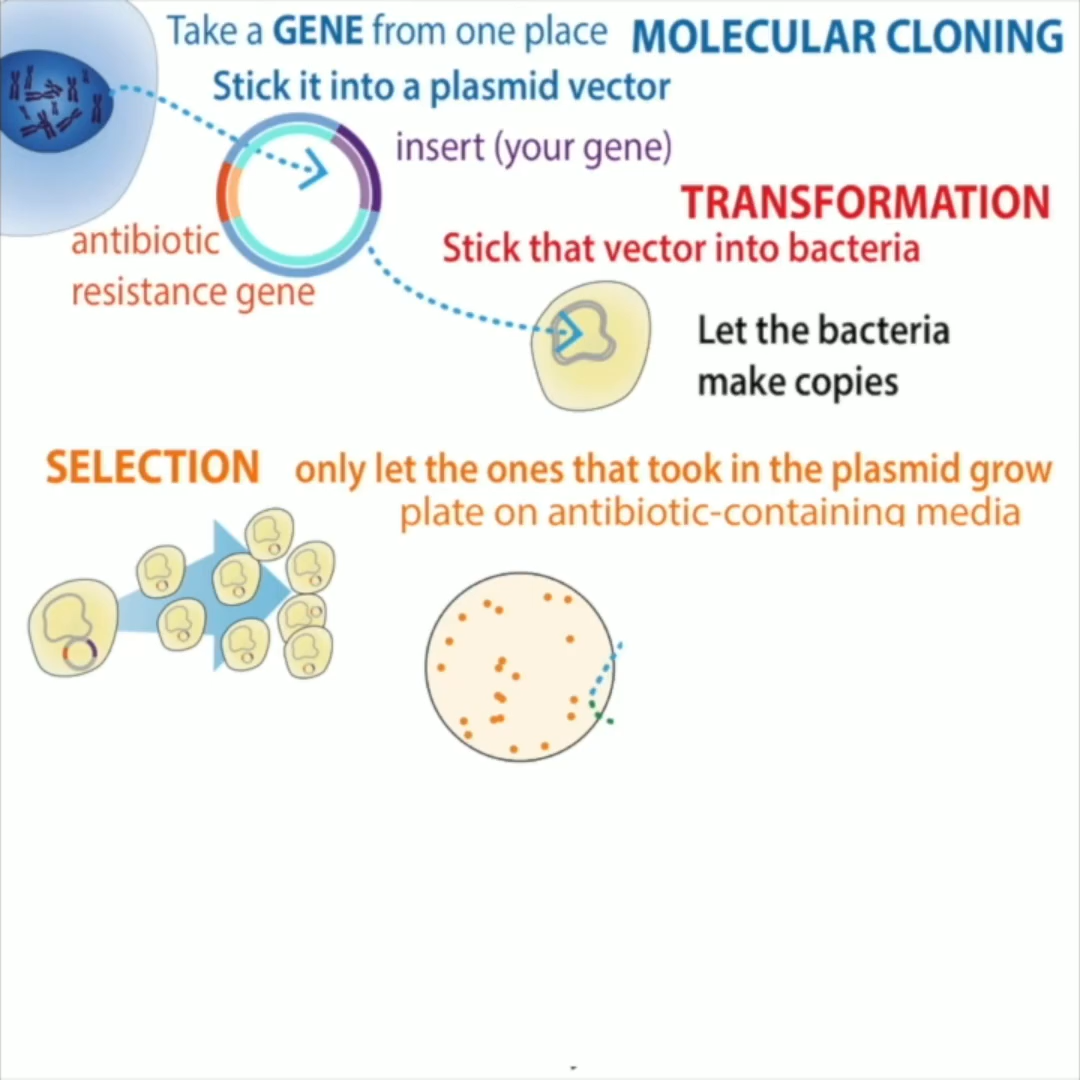 Take a GENE from one place
MOLECULAR CLONING
Stick it into a plasmid vector
insert (your gene)
TRANSFORMATION
antibiotic
resistance gene
Stick that vector into bacteria
Let the bacteria
make copies
SELECTION only let the ones that took in the plasmid grow
plate on antibiotic-containing media